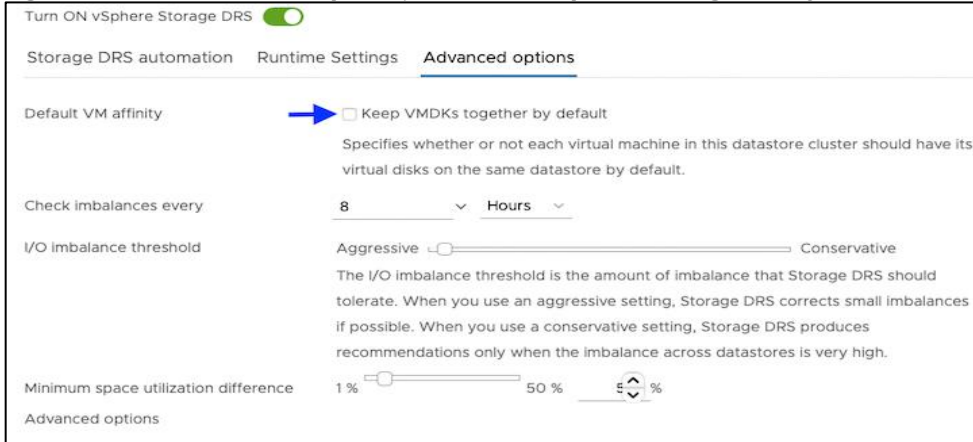 Turn ON vSphere Storage DRS
Storage DRS automation Runtime Settings Advanced options
Default VM affinity Keep VMDKs together by default
Specifies whether or not each virtual machine in this datastore cluster should have its
virtual disks on the same datastore by default.
Check imbalances every 8 Hours
I/O imbalance threshold Aggressive Conservative
The I/O imbalance threshold is the amount of imbalance that Storage DRS should
tolerate. When you use an aggressive setting, Storage DRS corrects small imbalances
if possible. When you use a conservative setting, Storage DRS produces
recommendations only when the imbalance across datastores is very high.
Minimum space utilization difference 1 % 50 % %
Advanced options